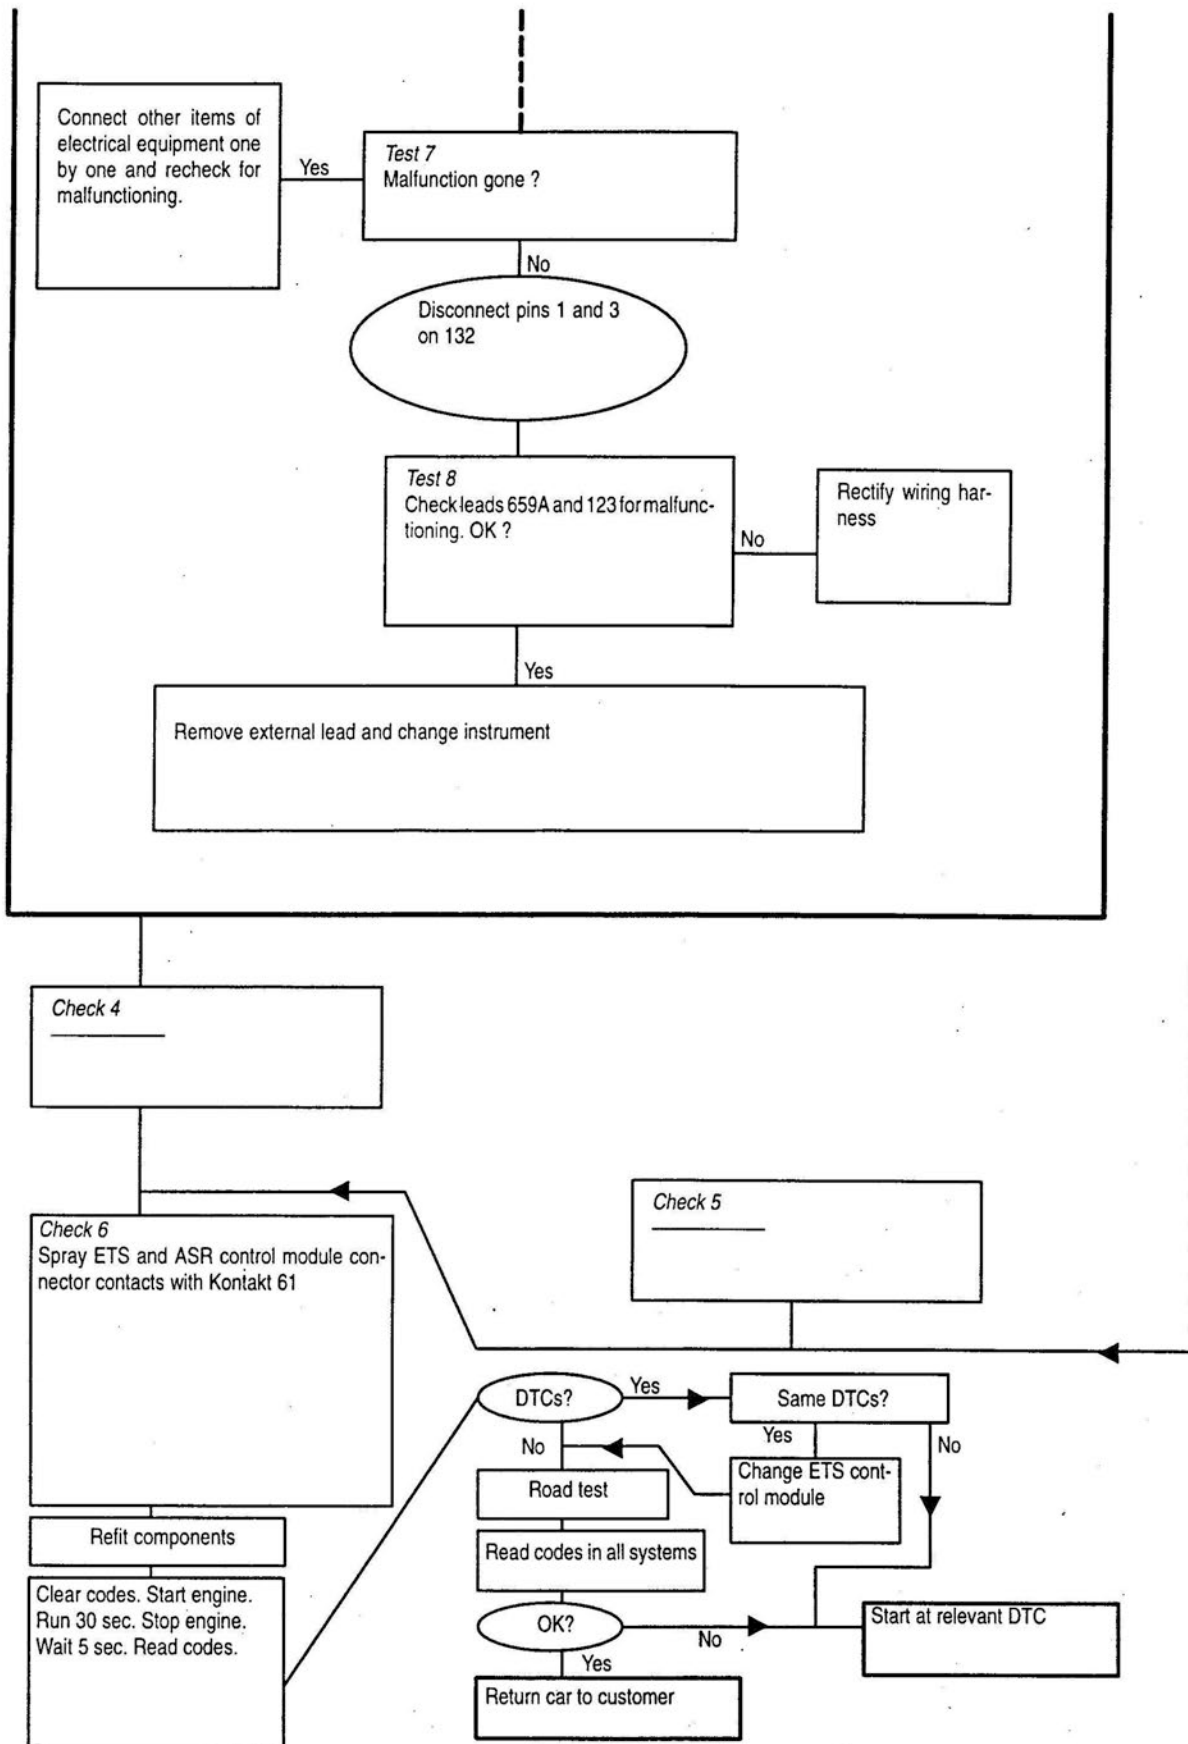 Connect other items of
electrical equipment one
by one and recheck for
malfunctioning.
Yes
Test 7
Malfunction gone ?
No
Disconnect pins 1 and 3
on 132
Test 8
Check leads 659A and 123 for malfunc-
tioning. OK ?
No
Rectify wiring har-
ness
Yes
Remove external lead and change instrument
Check 4
Check 5
Check 6
Spray ETS and ASR control module con-
nector contacts with Kontakt 61
Refit components
Clear codes. Start engine.
Run 30 sec. Stop engine.
Wait 5 sec. Read codes.
DTCs?
Yes
Same DTCs?
No
Yes
No
Change ETS cont-
rol module
Road test
Read codes in all systems
OK?
No
Start at relevant DTC
Yes
Return car to customer